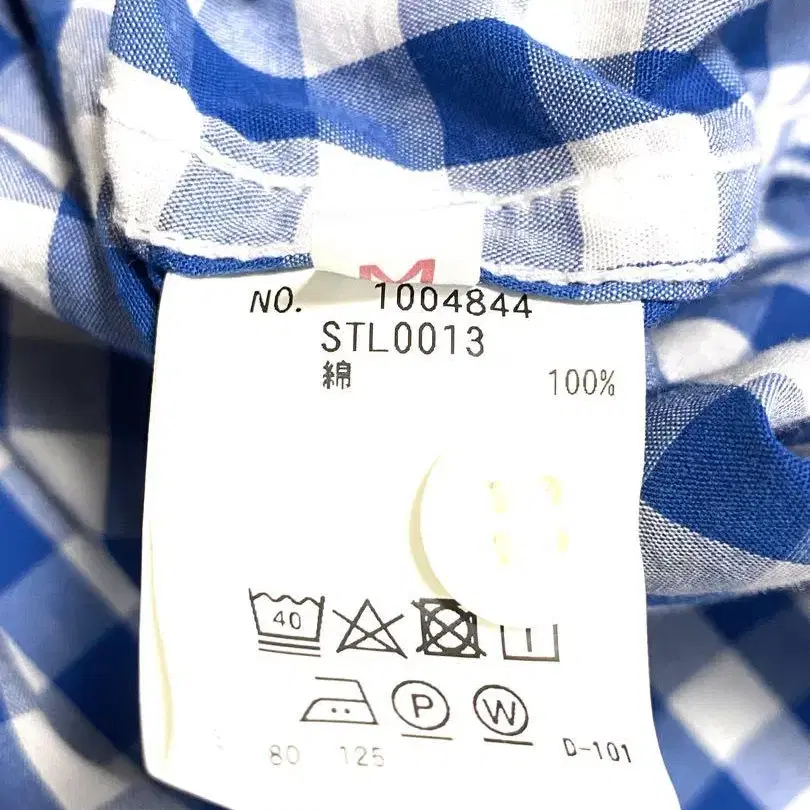 M
NO. 1004844
STL0013
綿 100%
40
P W
80 125 D-101